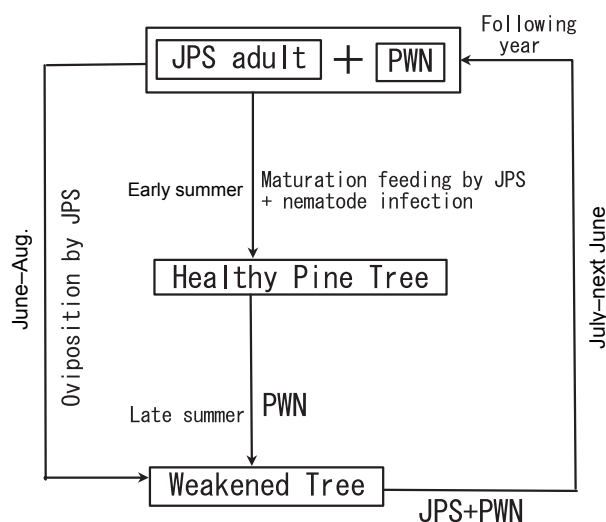 Following
year
JPS adult + PWN
Early summer
Maturation feeding by JPS
+ nematode infection
June–Aug.
Oviposition by JPS
July–next June
Healthy Pine Tree
Late summer
PWN
Weakened Tree
JPS+PWN